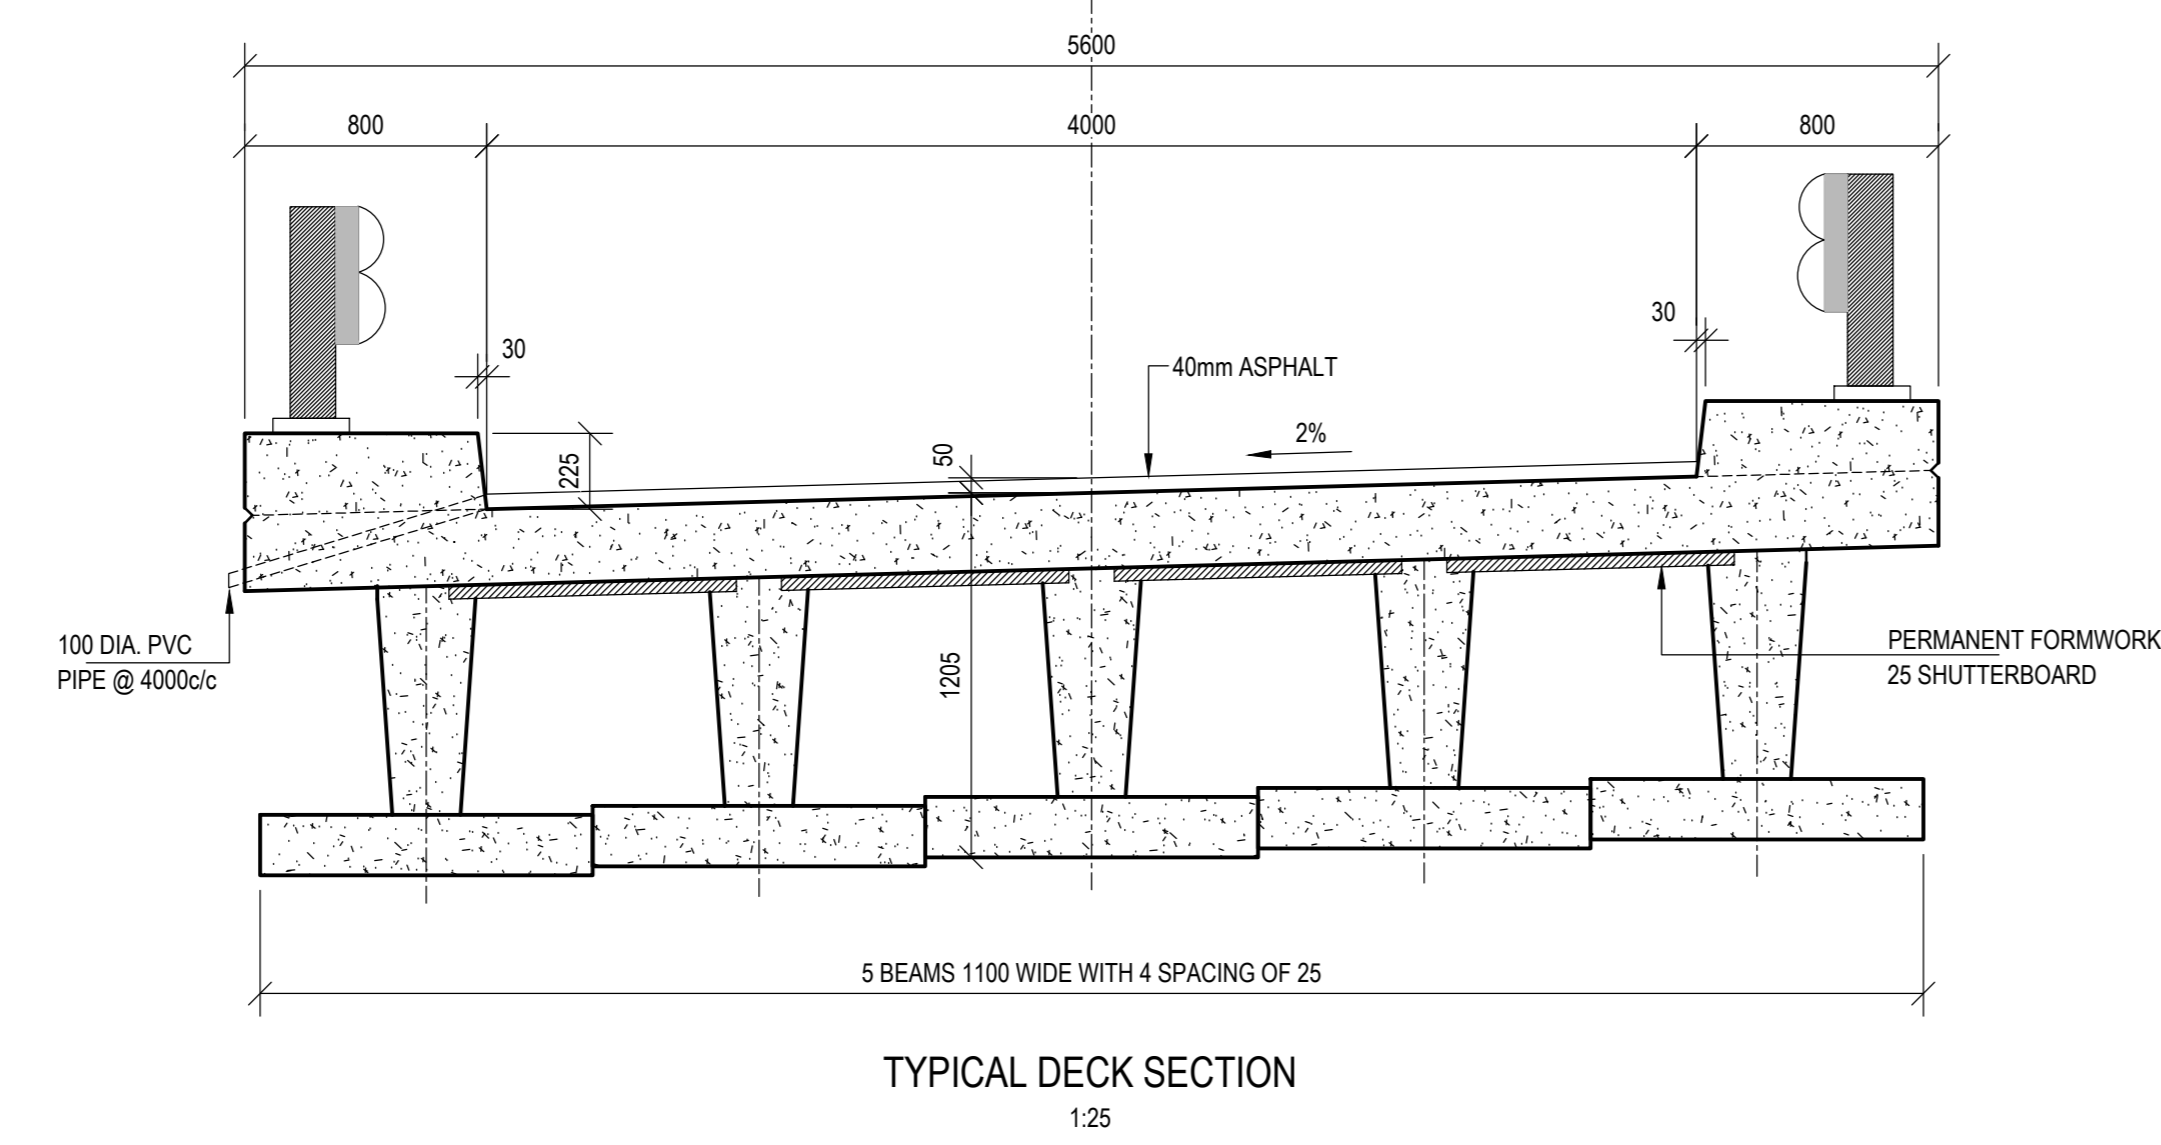 5600
800
4000
800
30
30
40mm ASPHALT
2%
50
225
1205
100 DIA. PVC
PIPE @ 4000c/c
PERMANENT FORMWORK
25 SHUTTERBOARD
5 BEAMS 1100 WIDE WITH 4 SPACING OF 25
TYPICAL DECK SECTION
1:25